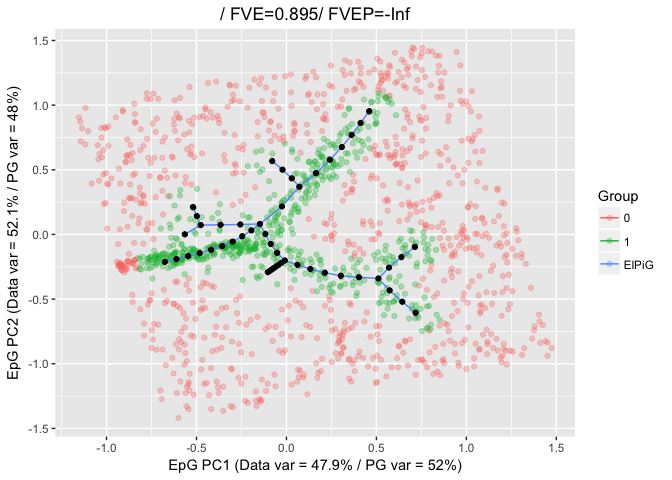 / FVE=0.895/ FVEP=-Inf
1.5
1.0
0.5
0.0
-0.5
-1.0
-1.5
EpG PC2 (Data var = 52.1% / PG var = 48%)
-1.0 -0.5 0.0 0.5 1.0 1.5
EpG PC1 (Data var = 47.9% / PG var = 52%)
Group
0
1
ElPiG